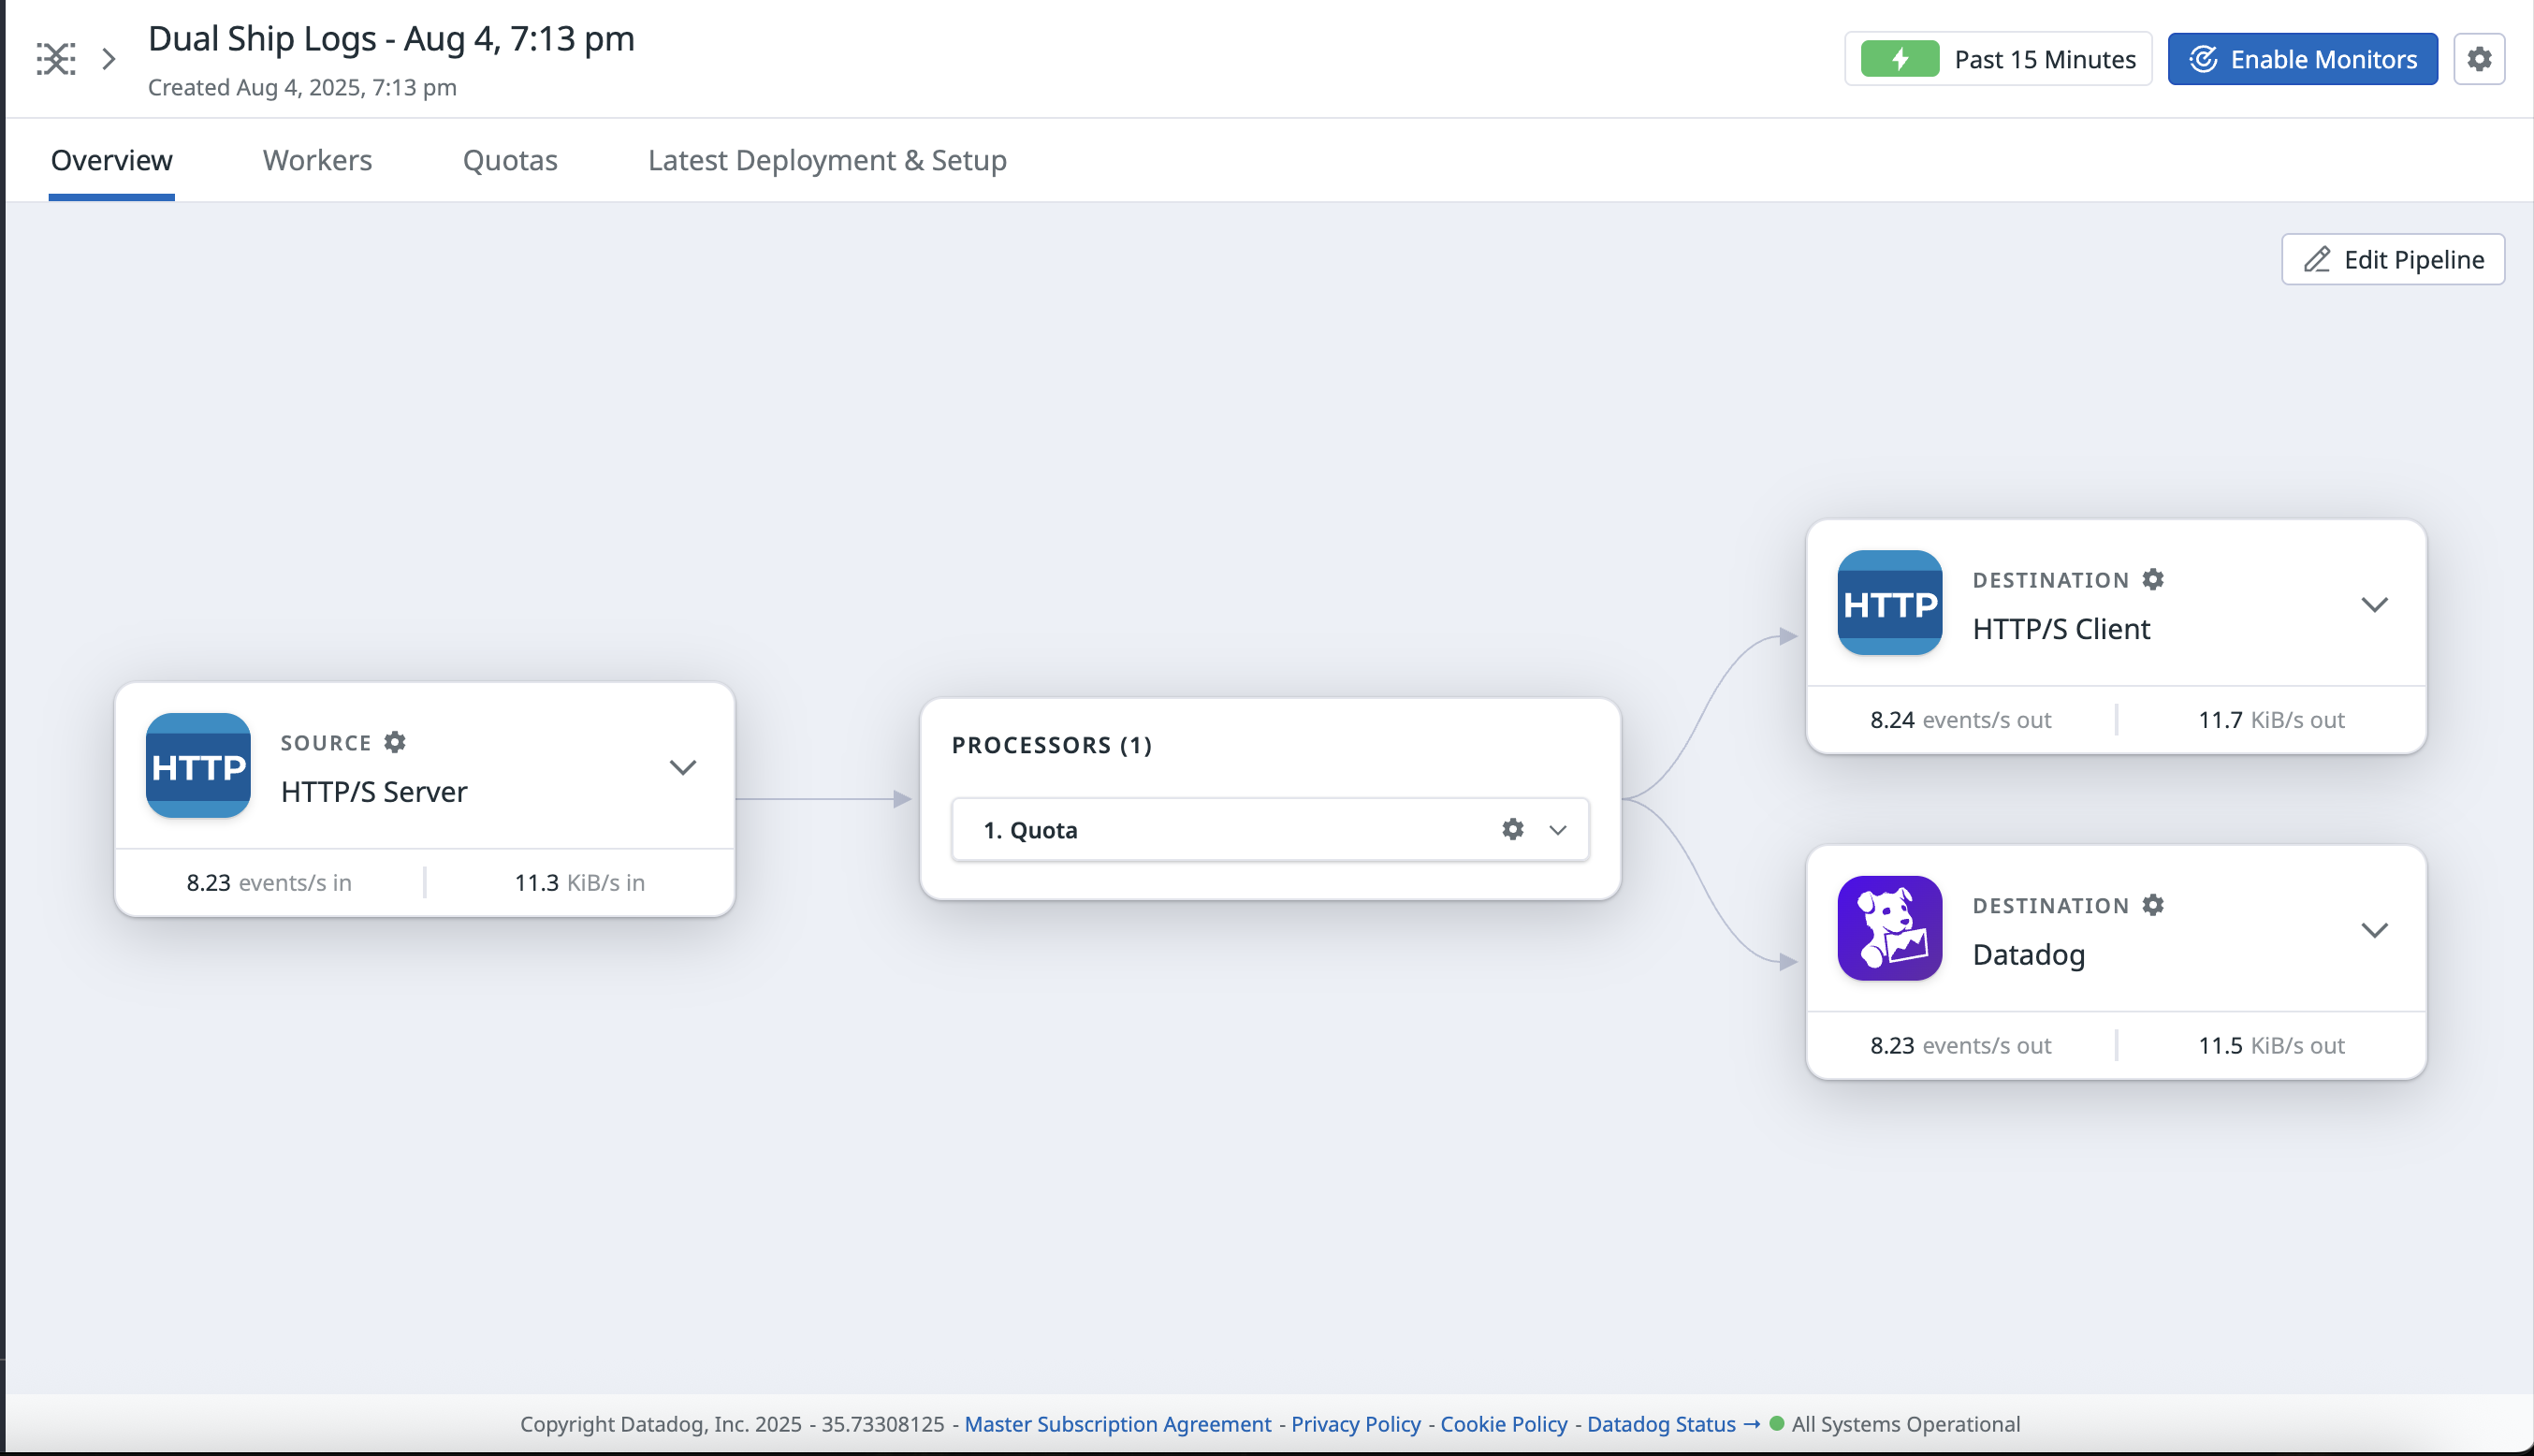 Dual Ship Logs - Aug 4, 7:13 pm
Created Aug 4, 2025, 7:13 pm
Past 15 Minutes
Enable Monitors
Overview
Workers
Quotas
Latest Deployment & Setup
Edit Pipeline
HTTP
SOURCE
HTTP/S Server
8.23 events/s in
11.3 KiB/s in
PROCESSORS (1)
1. Quota
HTTP
DESTINATION
HTTP/S Client
8.24 events/s out
11.7 KiB/s out
DESTINATION
Datadog
8.23 events/s out
11.5 KiB/s out
Copyright Datadog, Inc. 2025 - 35.73308125 - Master Subscription Agreement - Privacy Policy - Cookie Policy - Datadog Status → All Systems Operational